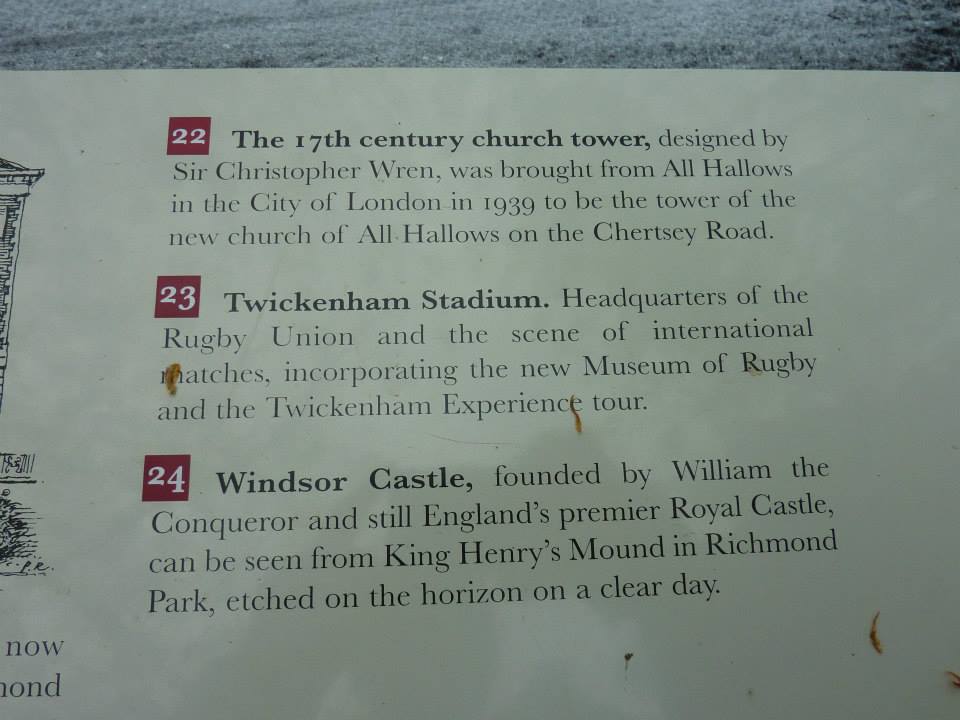 22 The 17th century church tower, designed by
Sir Christopher Wren, was brought from All Hallows
in the City of London in 1939 to be the tower of the
new church of All Hallows on the Chertsey Road.
23 Twickenham Stadium. Headquarters of the
Rugby Union and the scene of international
matches, incorporating the new Museum of Rugby
and the Twickenham Experience tour.
24 Windsor Castle, founded by William the
Conqueror and still England's premier Royal Castle,
can be seen from King Henry's Mound in Richmond
Park, etched on the horizon on a clear day.
now